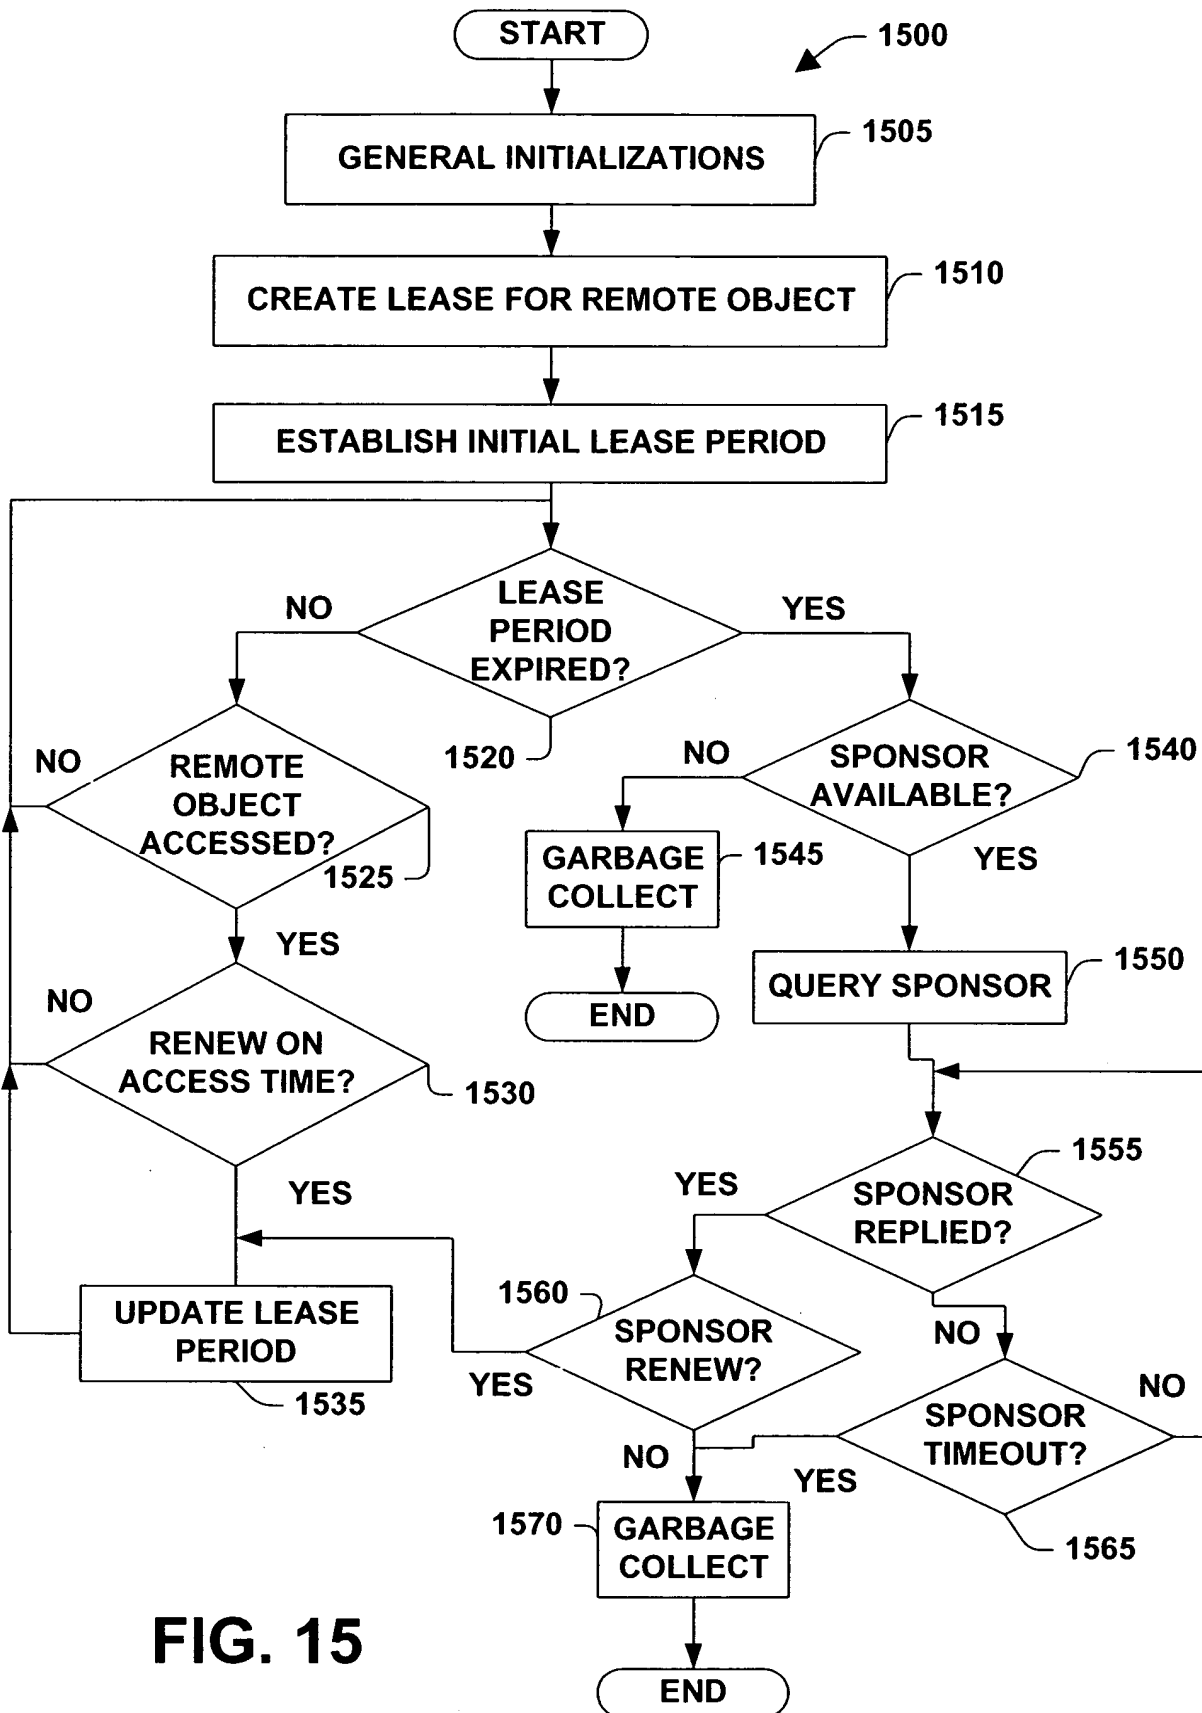 START
1500
GENERAL INITIALIZATIONS
1505
CREATE LEASE FOR REMOTE OBJECT
1510
ESTABLISH INITIAL LEASE PERIOD
1515
NO
LEASE
PERIOD
EXPIRED?
YES
1520
NO
REMOTE
OBJECT
ACCESSED?
1525
NO
SPONSOR
AVAILABLE?
1540
YES
GARBAGE
COLLECT
1545
YES
END
QUERY SPONSOR
1550
NO
RENEW ON
ACCESS TIME?
1530
YES
YES
SPONSOR
REPLIED?
1555
NO
UPDATE LEASE
PERIOD
1535
1560
SPONSOR
RENEW?
YES
NO
SPONSOR
TIMEOUT?
NO
YES
1565
1570
GARBAGE
COLLECT
END
FIG. 15